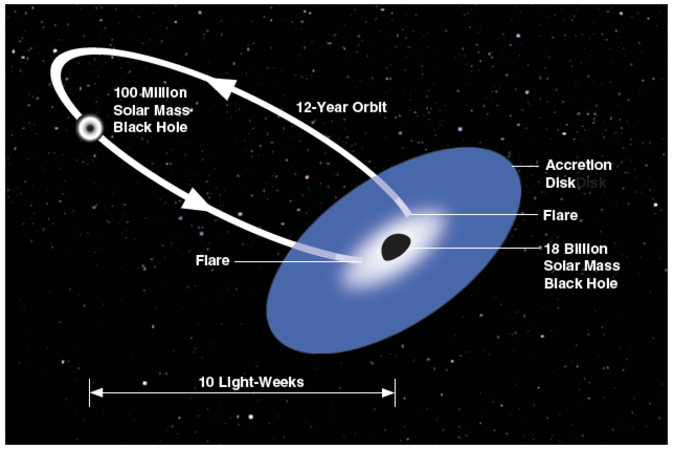 100 Million
Solar Mass
Black Hole
12-Year Orbit
Accretion
DiskDisk
Flare
Flare
18 Billion
Solar Mass
Black Hole
10 Light-Weeks